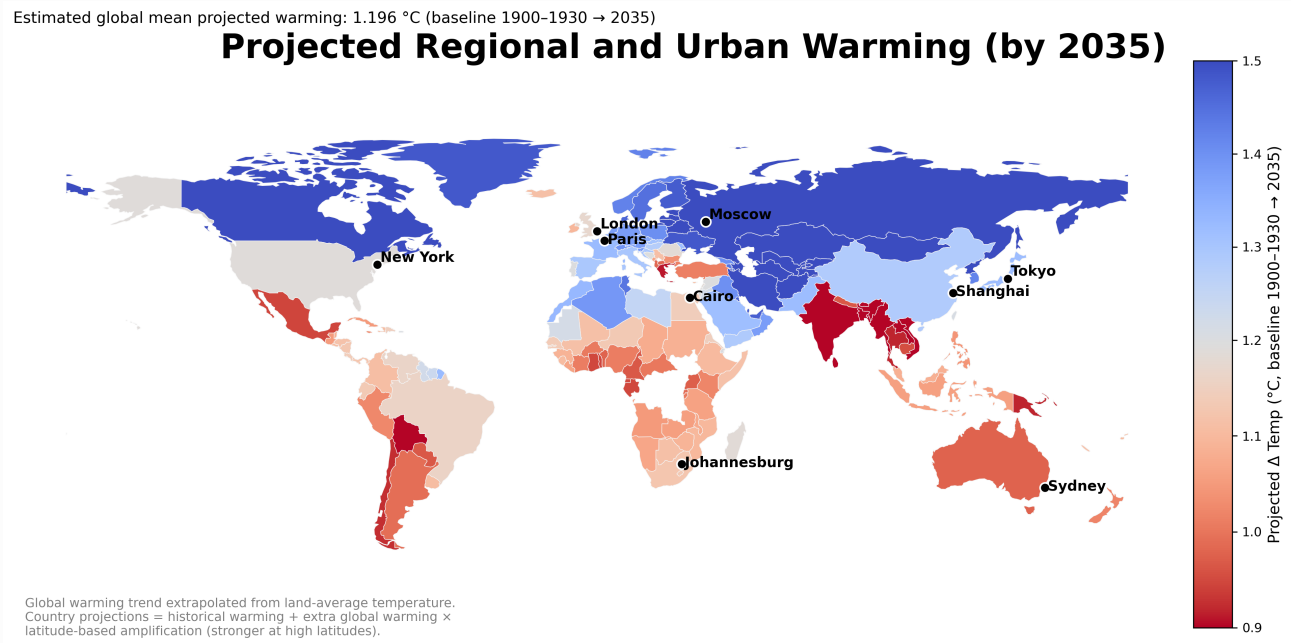 Estimated global mean projected warming: 1.196 °C (baseline 1900–1930 → 2035)
Projected Regional and Urban Warming (by 2035)
1.5
1.4
1.3
1.2
1.1
1.0
0.9
Projected Δ Temp (°C, baseline 1900–1930 → 2035)
Moscow
London
Paris
New York
Tokyo
Shanghai
Cairo
Johannesburg
Sydney
Global warming trend extrapolated from land-average temperature.
Country projections = historical warming + extra global warming ×
latitude-based amplification (stronger at high latitudes).